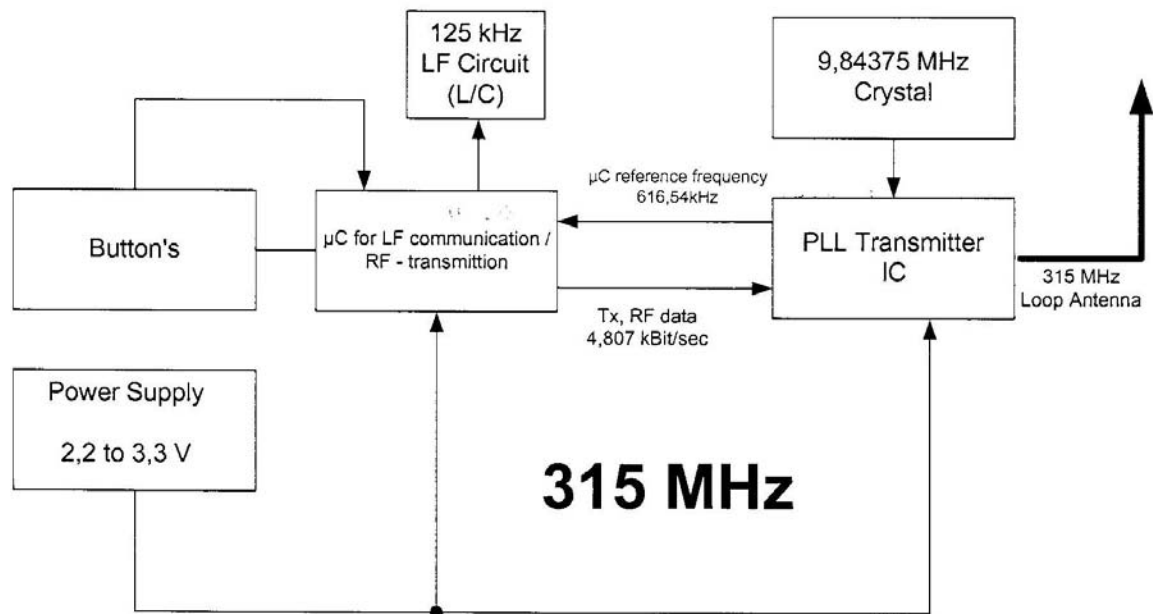 125 kHz
LF Circuit
(L/C)
9,84375 MHz
Crystal
µC reference frequency
616,54kHz
Button's
µC for LF communication /
RF - transmittion
PLL Transmitter
IC
315 MHz
Loop Antenna
Tx, RF data
4,807 kBit/sec
Power Supply
2,2 to 3,3 V
315 MHz